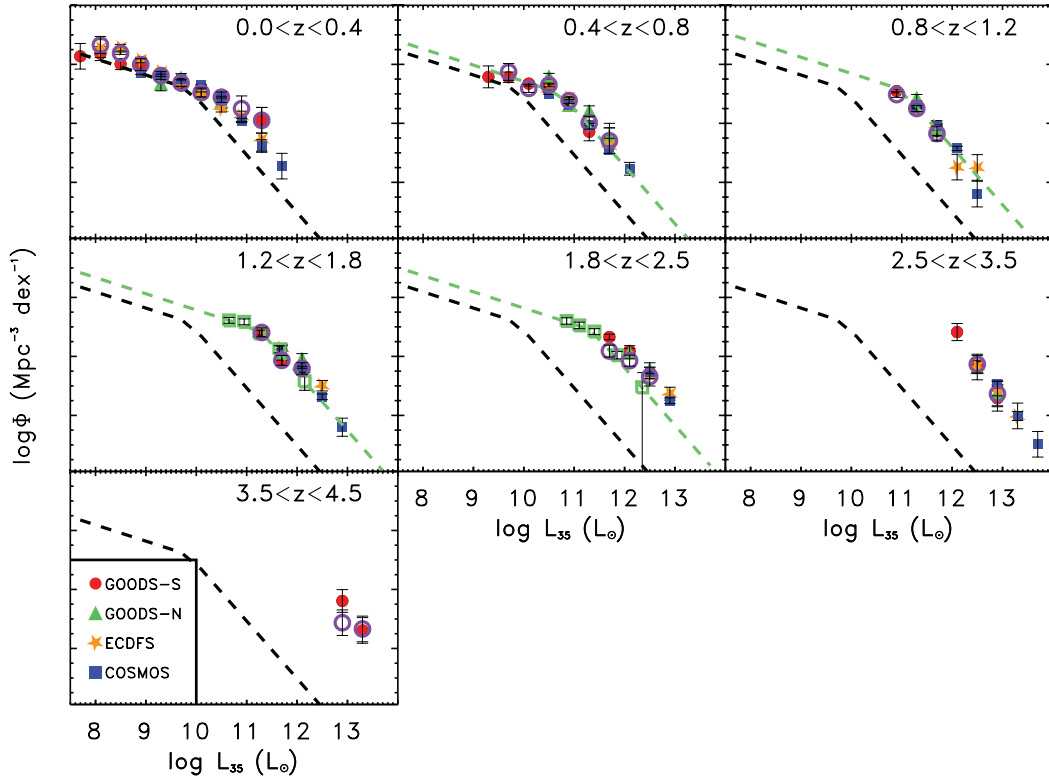 0.0<z<0.4
0.4<z<0.8
0.8<z<1.2
1.2<z<1.8
1.8<z<2.5
2.5<z<3.5
logΦ (Mpc⁻³ dex⁻¹)
8 9 10 11 12 13
8 9 10 11 12 13
log L₃₅ (L☉)
log L₃₅ (L☉)
3.5<z<4.5
GOODS-S
GOODS-N
ECDFS
COSMOS
8 9 10 11 12 13
log L₃₅ (L☉)